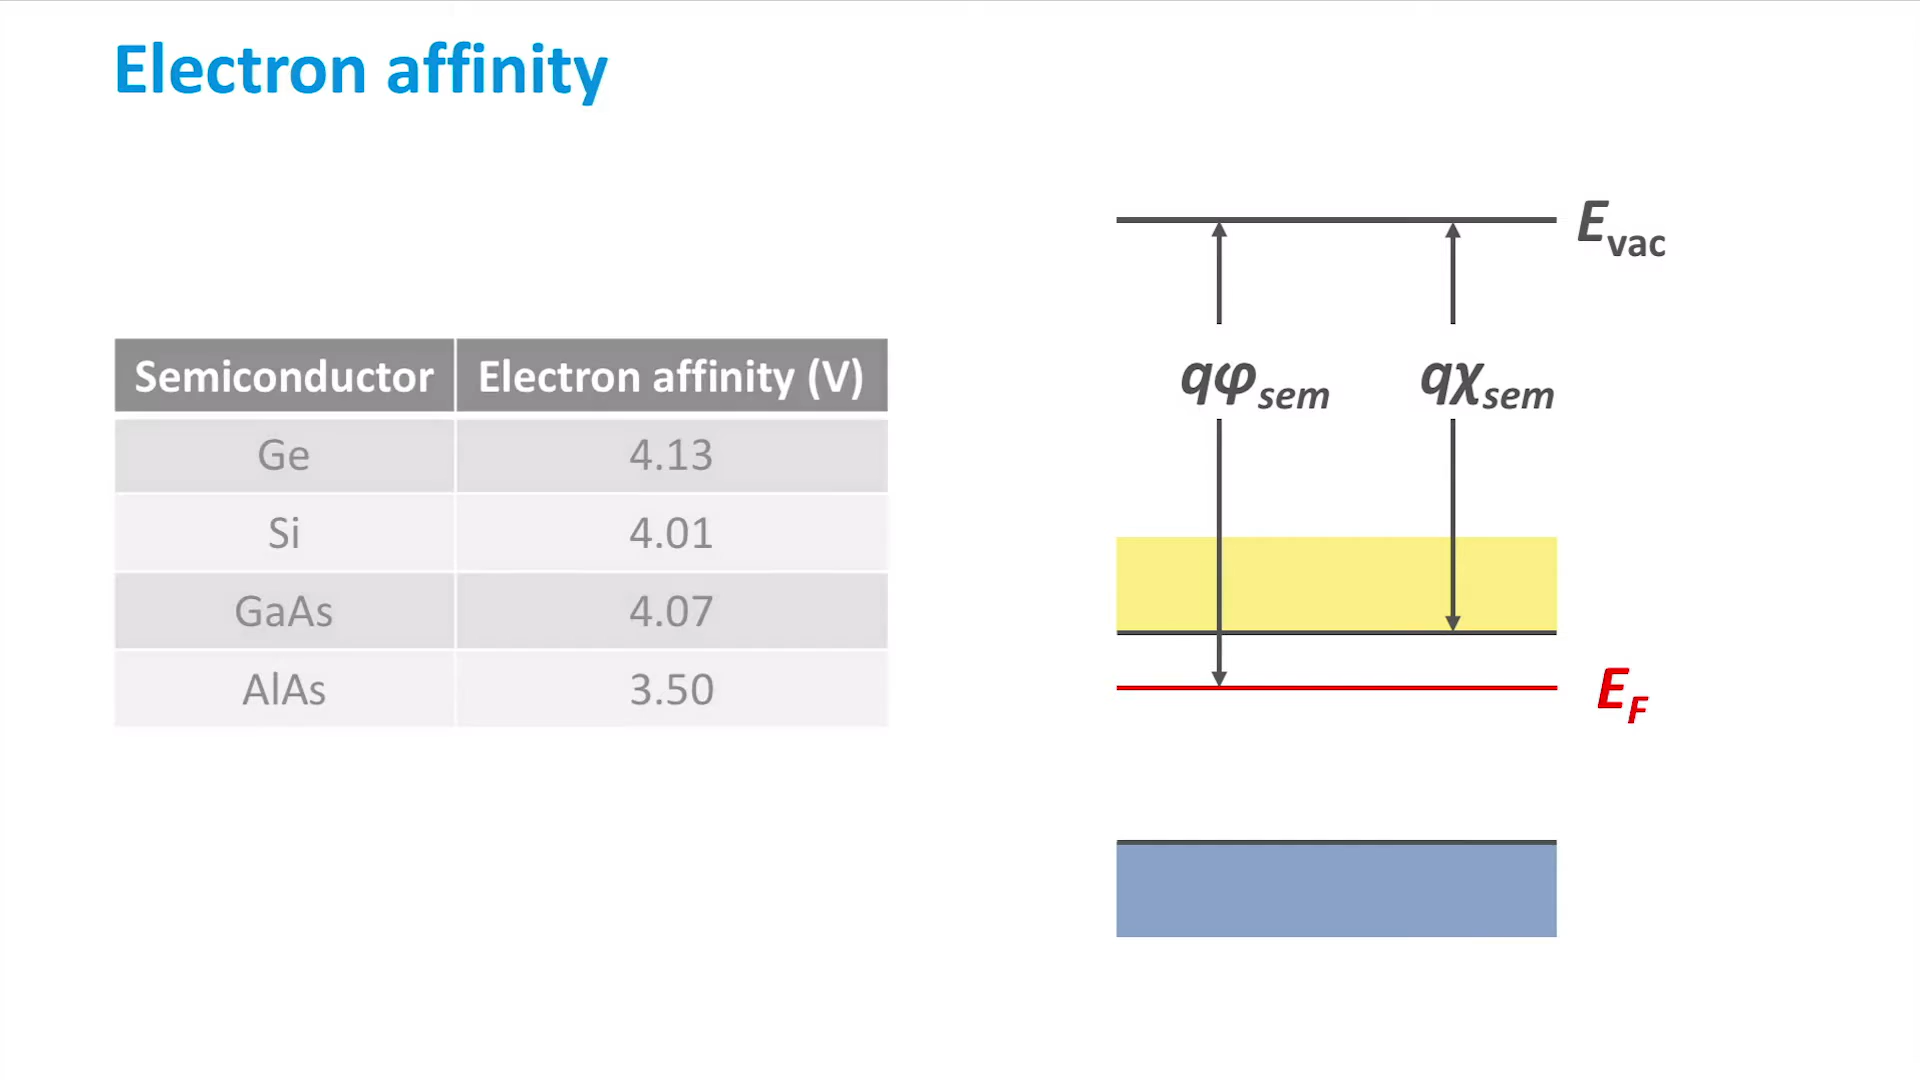 Electron affinity
Semiconductor Electron affinity (V)
Ge 4.13
Si 4.01
GaAs 4.07
AlAs 3.50
E_vac
qφ_sem qχ_sem
E_F